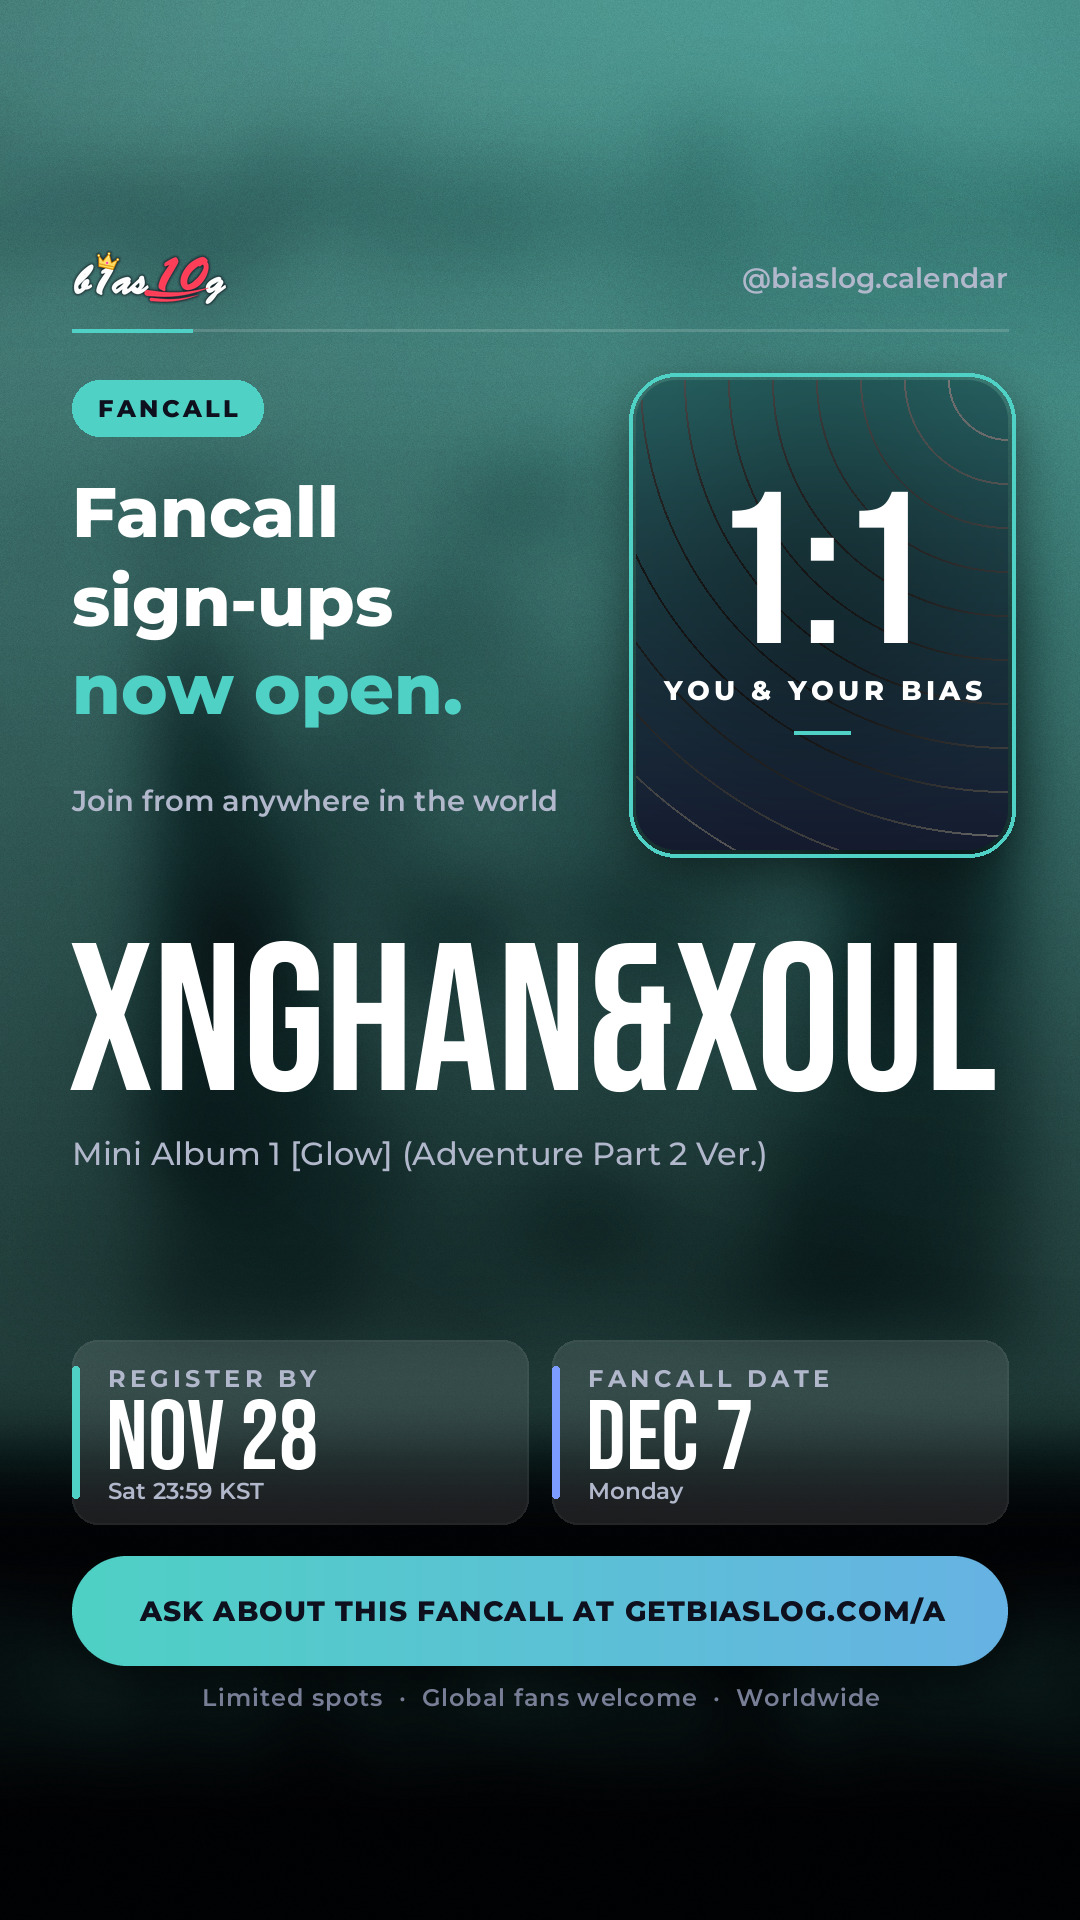 b1as10g
@biaslog.calendar
FANCALL
Fancall
sign-ups
now open.
Join from anywhere in the world
1:1
YOU & YOUR BIAS
XNGHAN&XOUL
Mini Album 1 [Glow] (Adventure Part 2 Ver.)
REGISTER BY
NOV 28
Sat 23:59 KST
FANCALL DATE
DEC 7
Monday
ASK ABOUT THIS FANCALL AT GETBIASLOG.COM/A
Limited spots · Global fans welcome · Worldwide